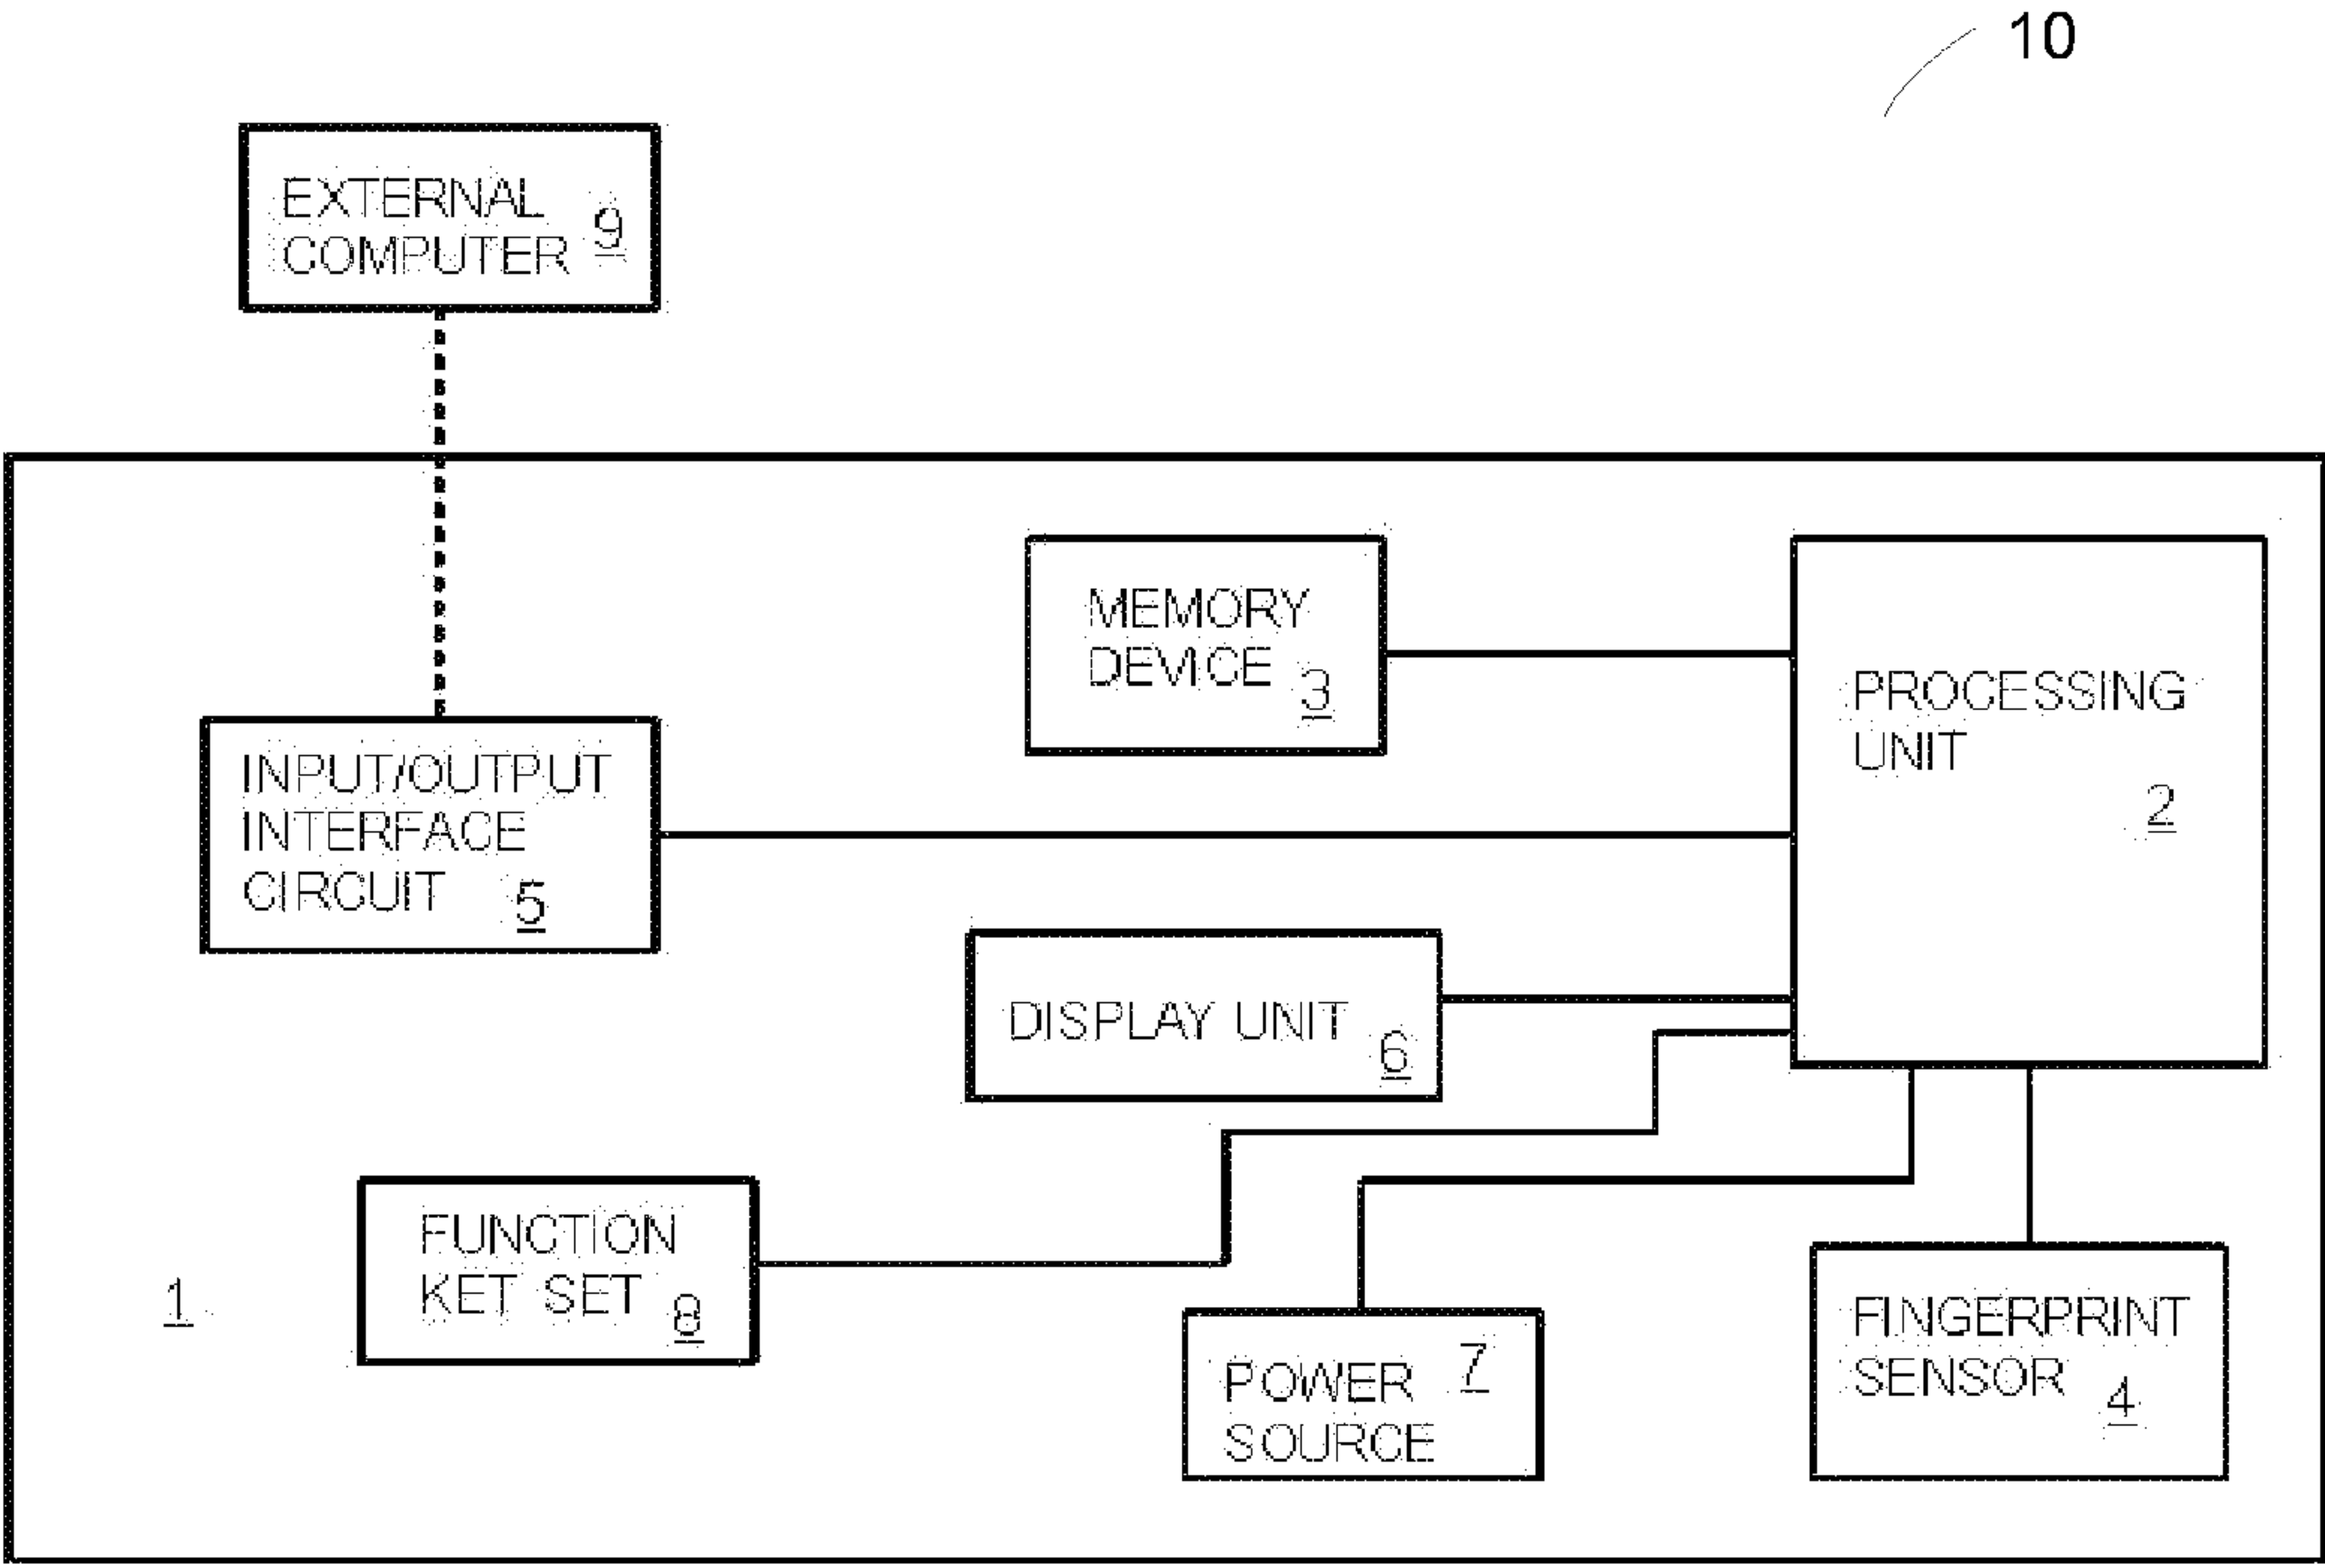 10
EXTERNAL
COMPUTER 9
MEMORY
DEVICE 3
PROCESSING
UNIT
2
INPUT/OUTPUT
INTERFACE
CIRCUIT 5
DISPLAY UNIT 6
FUNCTION
KET SET 8
1
POWER 7
SOURCE
FINGERPRINT
SENSOR 4